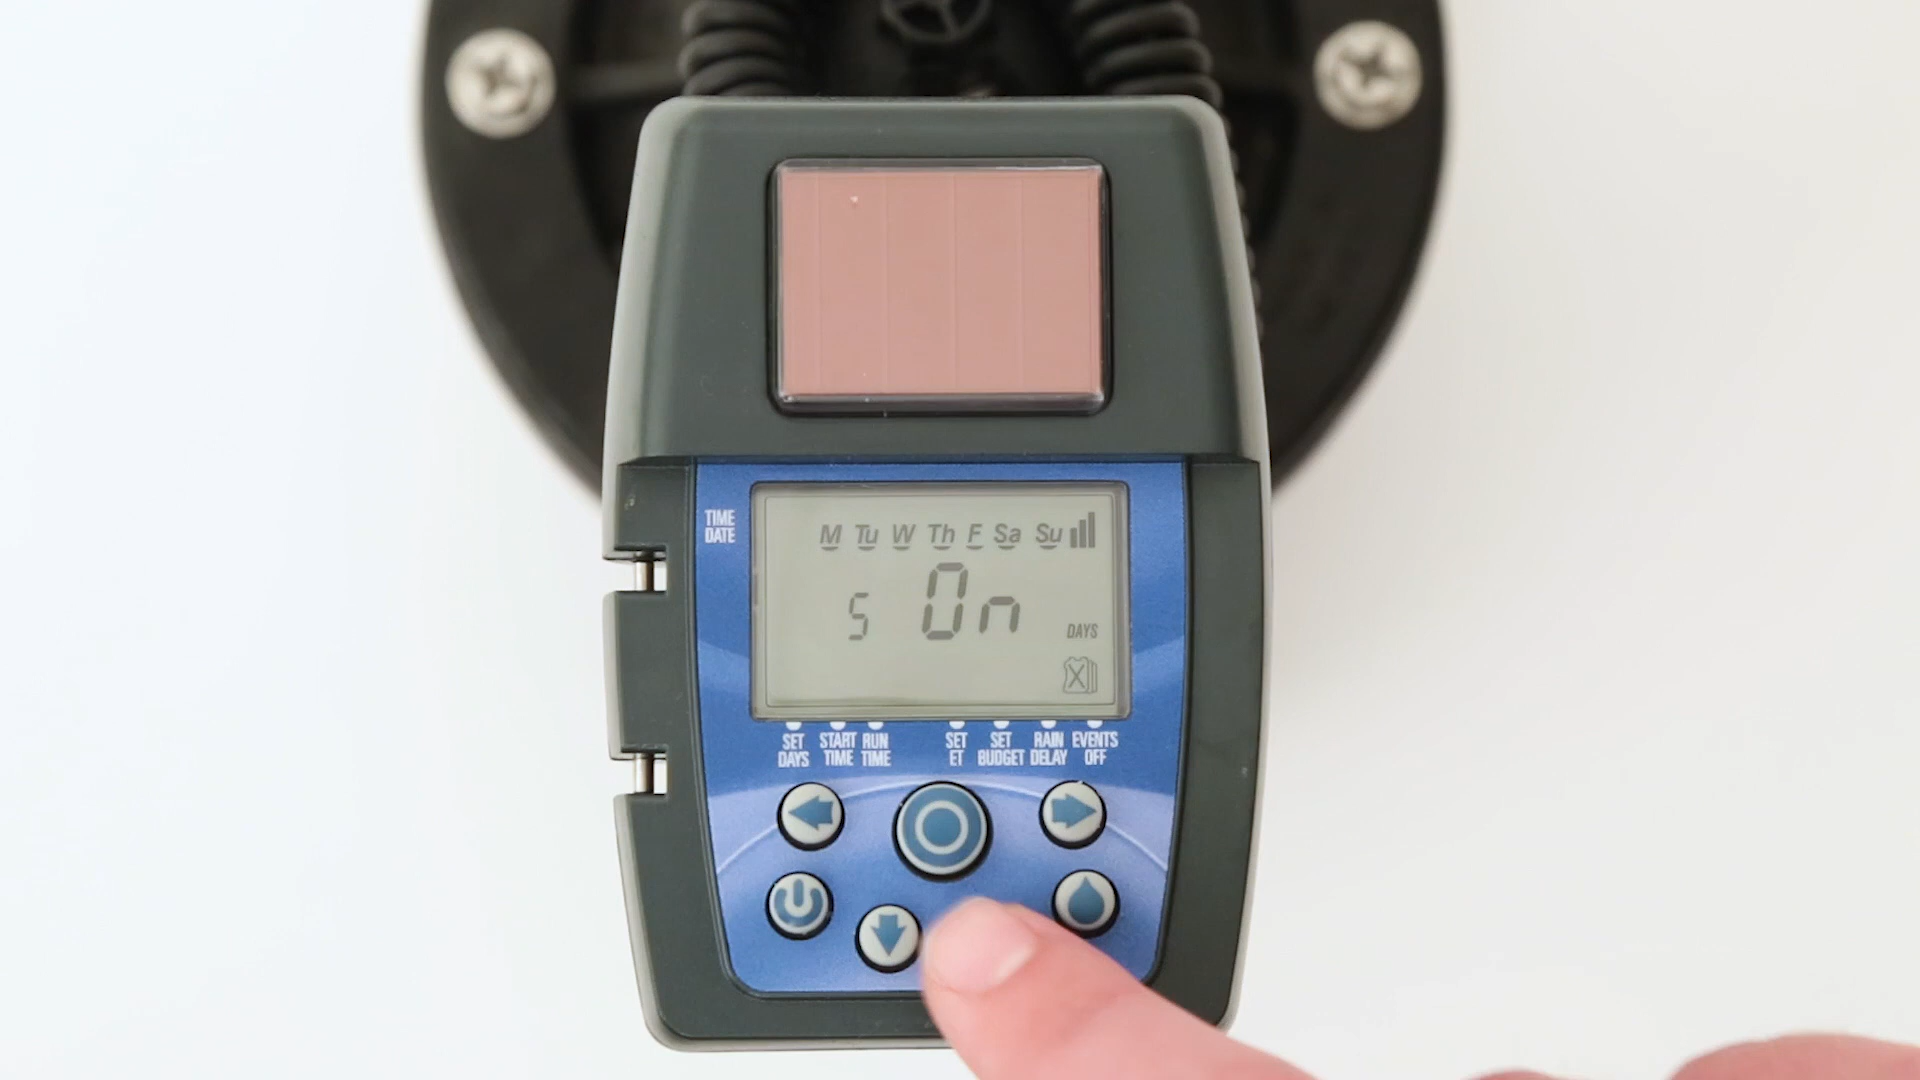 TIME
DATE
M Tu W Th F Sa Su
5 On
DAYS
X
SET
DAYS
START
TIME
RUN
TIME
SET
ET
SET
BUDGET
RAIN
DELAY
EVENTS
OFF